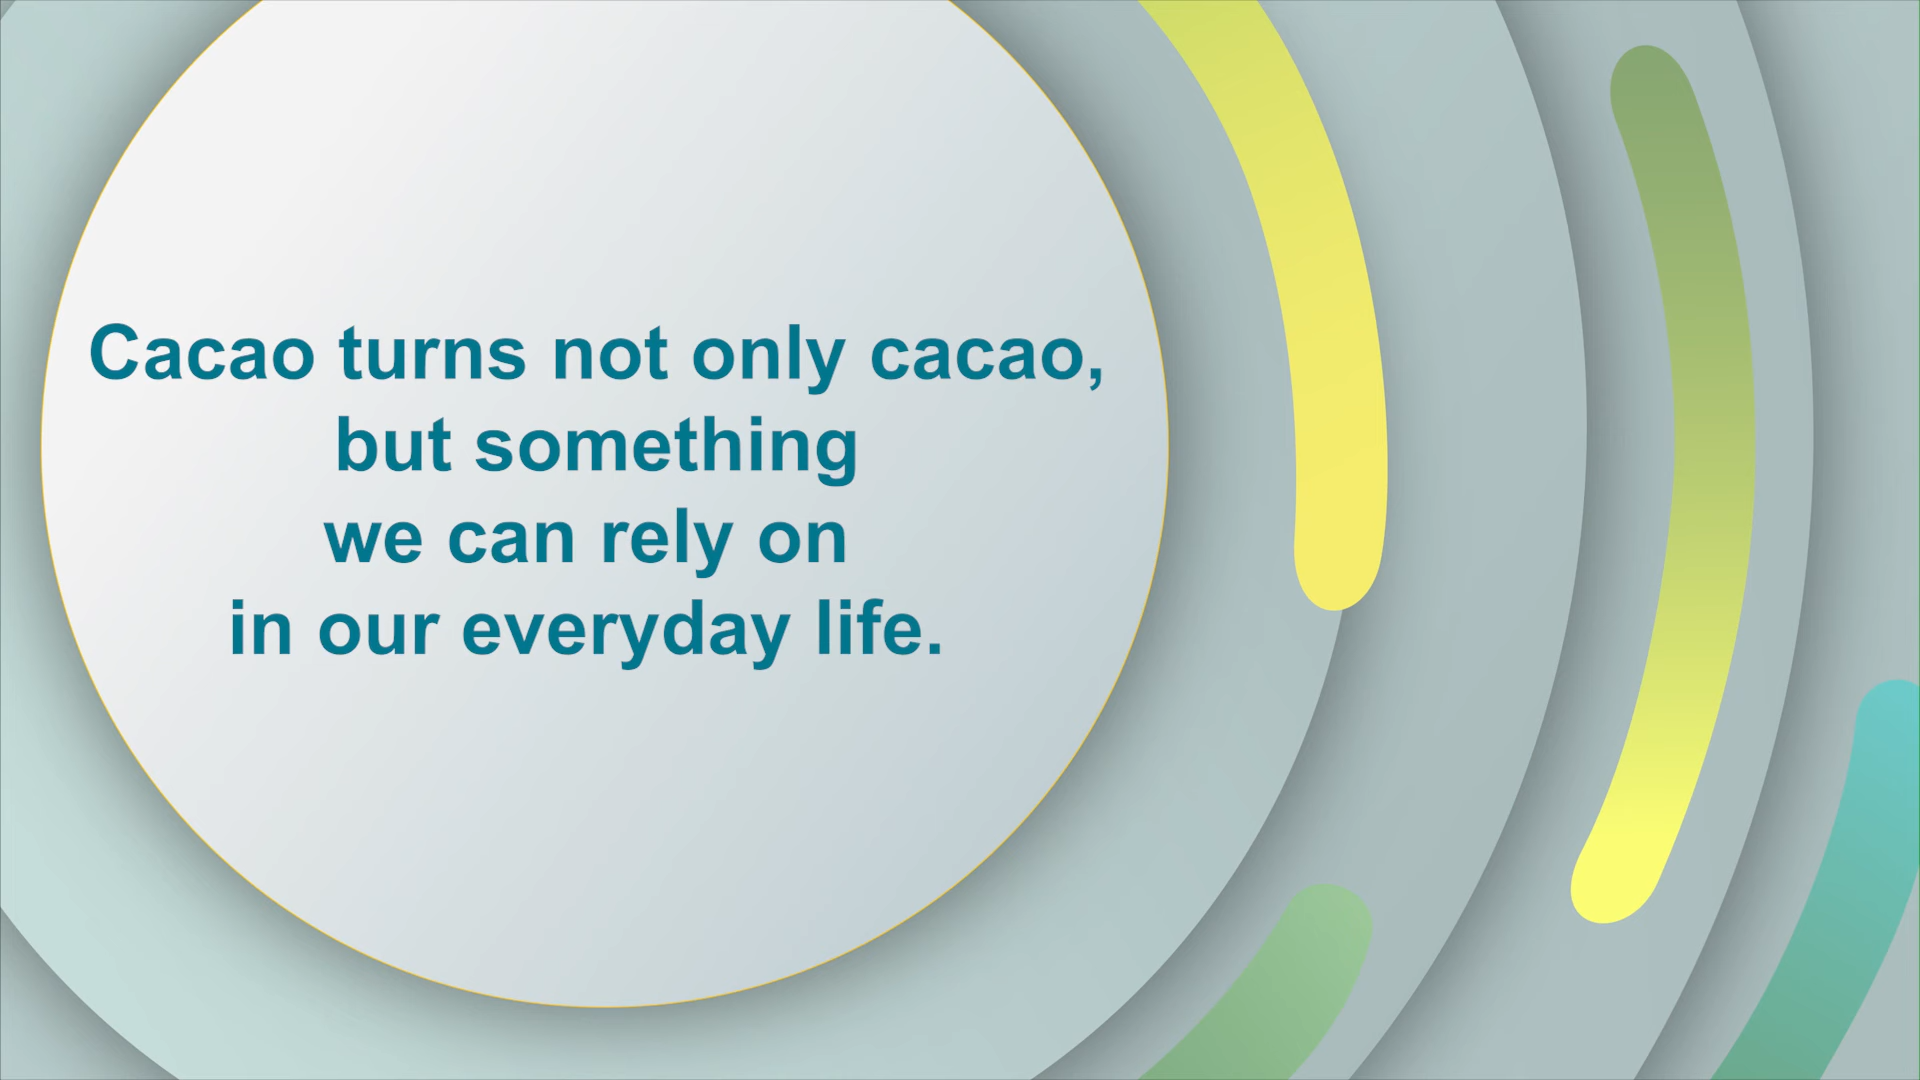 Cacao turns not only cacao,
but something
we can rely on
in our everyday life.